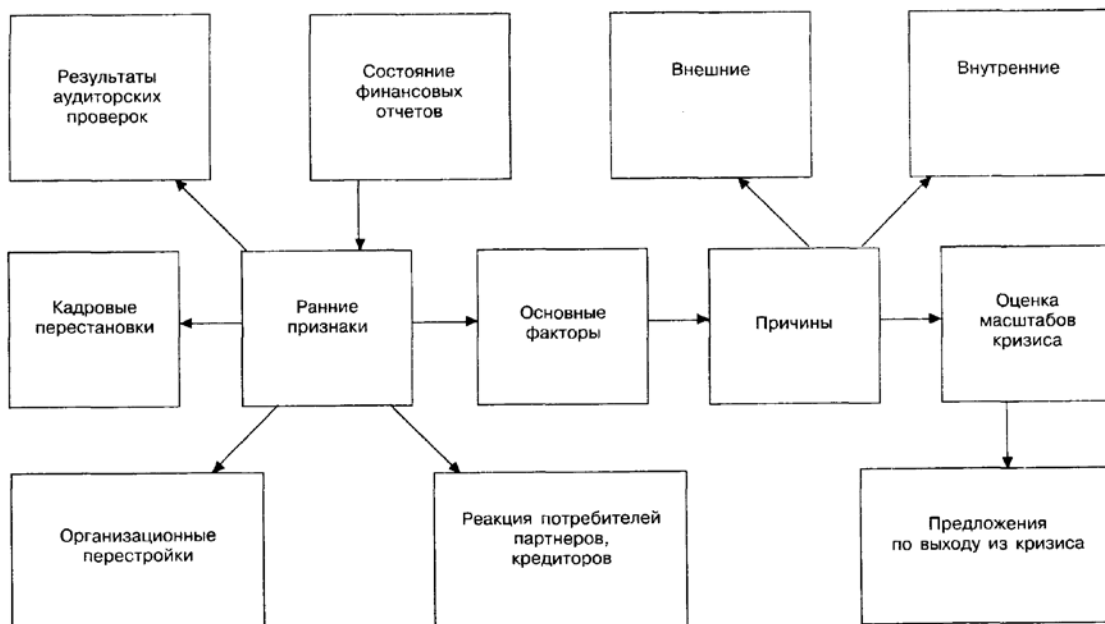 Результаты
аудиторских
проверок
Состояние
финансовых
отчетов
Внешние
Внутренние
Кадровые
перестановки
Ранние
признаки
Основные
факторы
Причины
Оценка
масштабов
кризиса
Организационные
перестройки
Реакция потребителей
партнеров,
кредиторов
Предложения
по выходу из кризиса